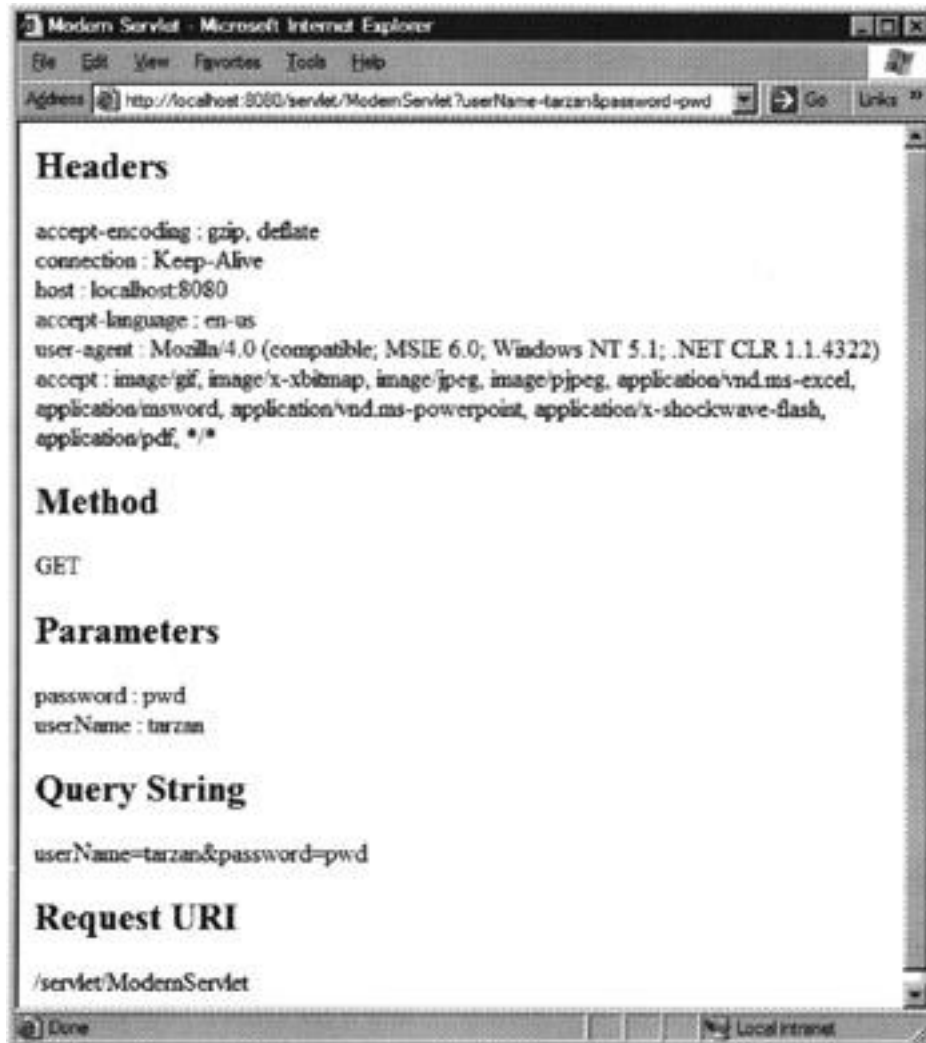 Modern Servlet - Microsoft Internet Explorer
File Edit View Favorites Tools Help
Address http://localhost:8080/servlet/ModernServlet?userName=tarzan&password=pwd Go Links »
Headers
accept-encoding : gzip, deflate
connection : Keep-Alive
host : localhost:8080
accept-language : en-us
user-agent : Mozilla/4.0 (compatible; MSIE 6.0; Windows NT 5.1; .NET CLR 1.1.4322)
accept : image/gif, image/x-xbitmap, image/jpeg, image/pjpeg, application/vnd.ms-excel,
application/msword, application/vnd.ms-powerpoint, application/x-shockwave-flash,
application/pdf, */*
Method
GET
Parameters
password : pwd
userName : tarzan
Query String
userName=tarzan&password=pwd
Request URI
/servlet/ModernServlet
Done Local intranet